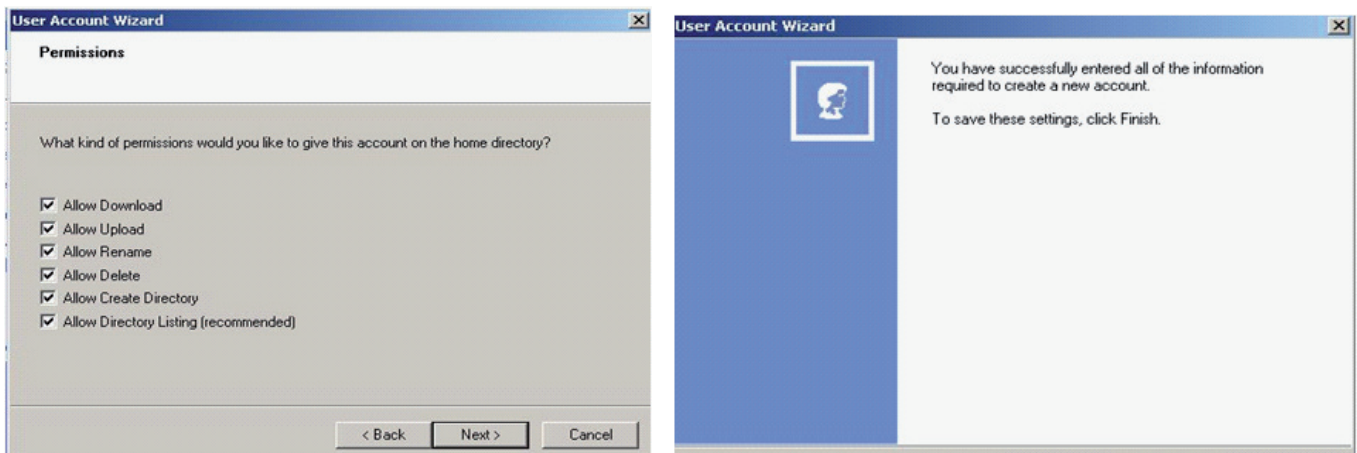 User Account Wizard
Permissions
What kind of permissions would you like to give this account on the home directory?
Allow Download
Allow Upload
Allow Rename
Allow Delete
Allow Create Directory
Allow Directory Listing (recommended)
< Back
Next >
Cancel
User Account Wizard
You have successfully entered all of the information
required to create a new account.
To save these settings, click Finish.